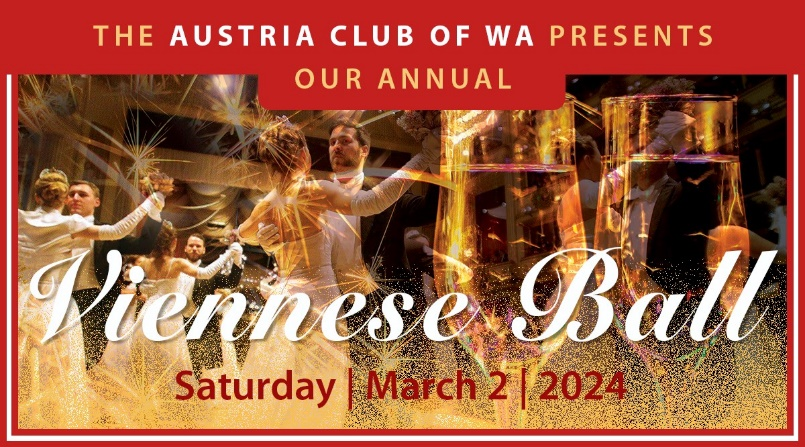 THE AUSTRIA CLUB OF WA PRESENTS
OUR ANNUAL
Viennese Ball
Saturday | March 2 | 2024